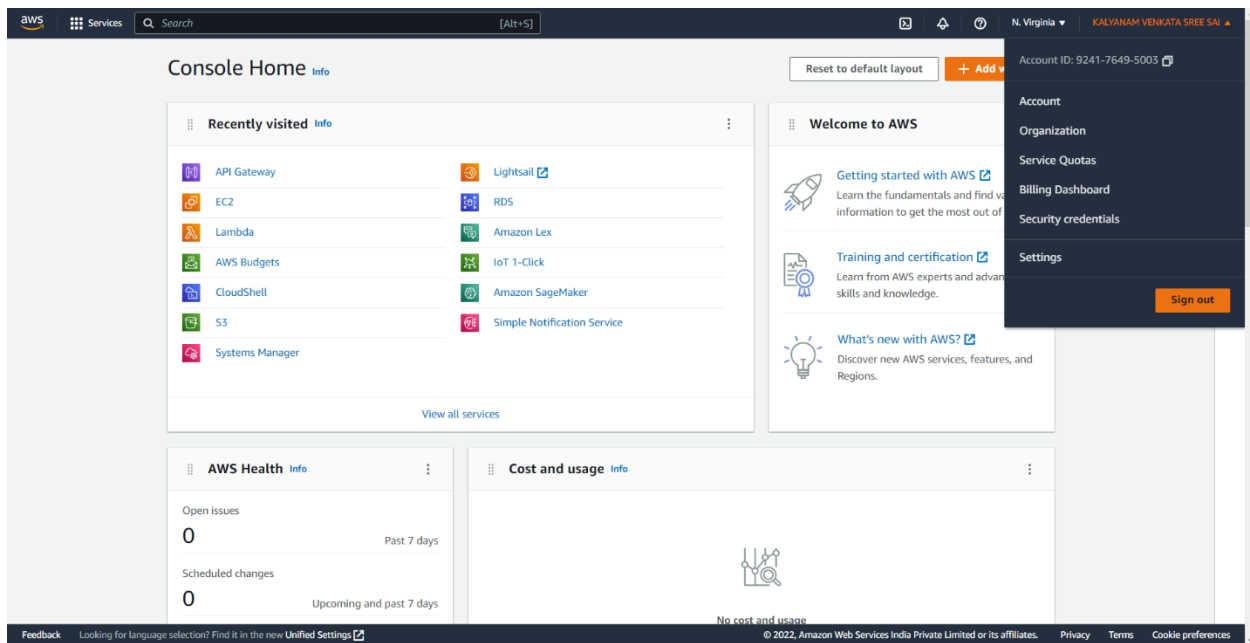 aws Services Search [Alt+S] N. Virginia KALYANAM VENKATA SREE SAI
Account ID: 9241-7649-5003
Account
Organization
Service Quotas
Billing Dashboard
Security credentials
Settings
Sign out
Console Home Info
Reset to default layout + Add
Recently visited Info
API Gateway
EC2
Lambda
AWS Budgets
CloudShell
S3
Systems Manager
Lightsail
RDS
Amazon Lex
IoT 1-Click
Amazon SageMaker
Simple Notification Service
View all services
Welcome to AWS
Getting started with AWS
Learn the fundamentals and find
information to get the most out of
Training and certification
Learn from AWS experts and
skills and knowledge.
What's new with AWS?
Discover new AWS services, features, and
Regions.
AWS Health Info
Open issues
0 Past 7 days
Scheduled changes
0 Upcoming and past 7 days
Cost and usage Info
No cost and usage
Feedback Looking for language selection? Find it in the new Unified Settings © 2022, Amazon Web Services India Private Limited or its affiliates. Privacy Terms Cookie preferences